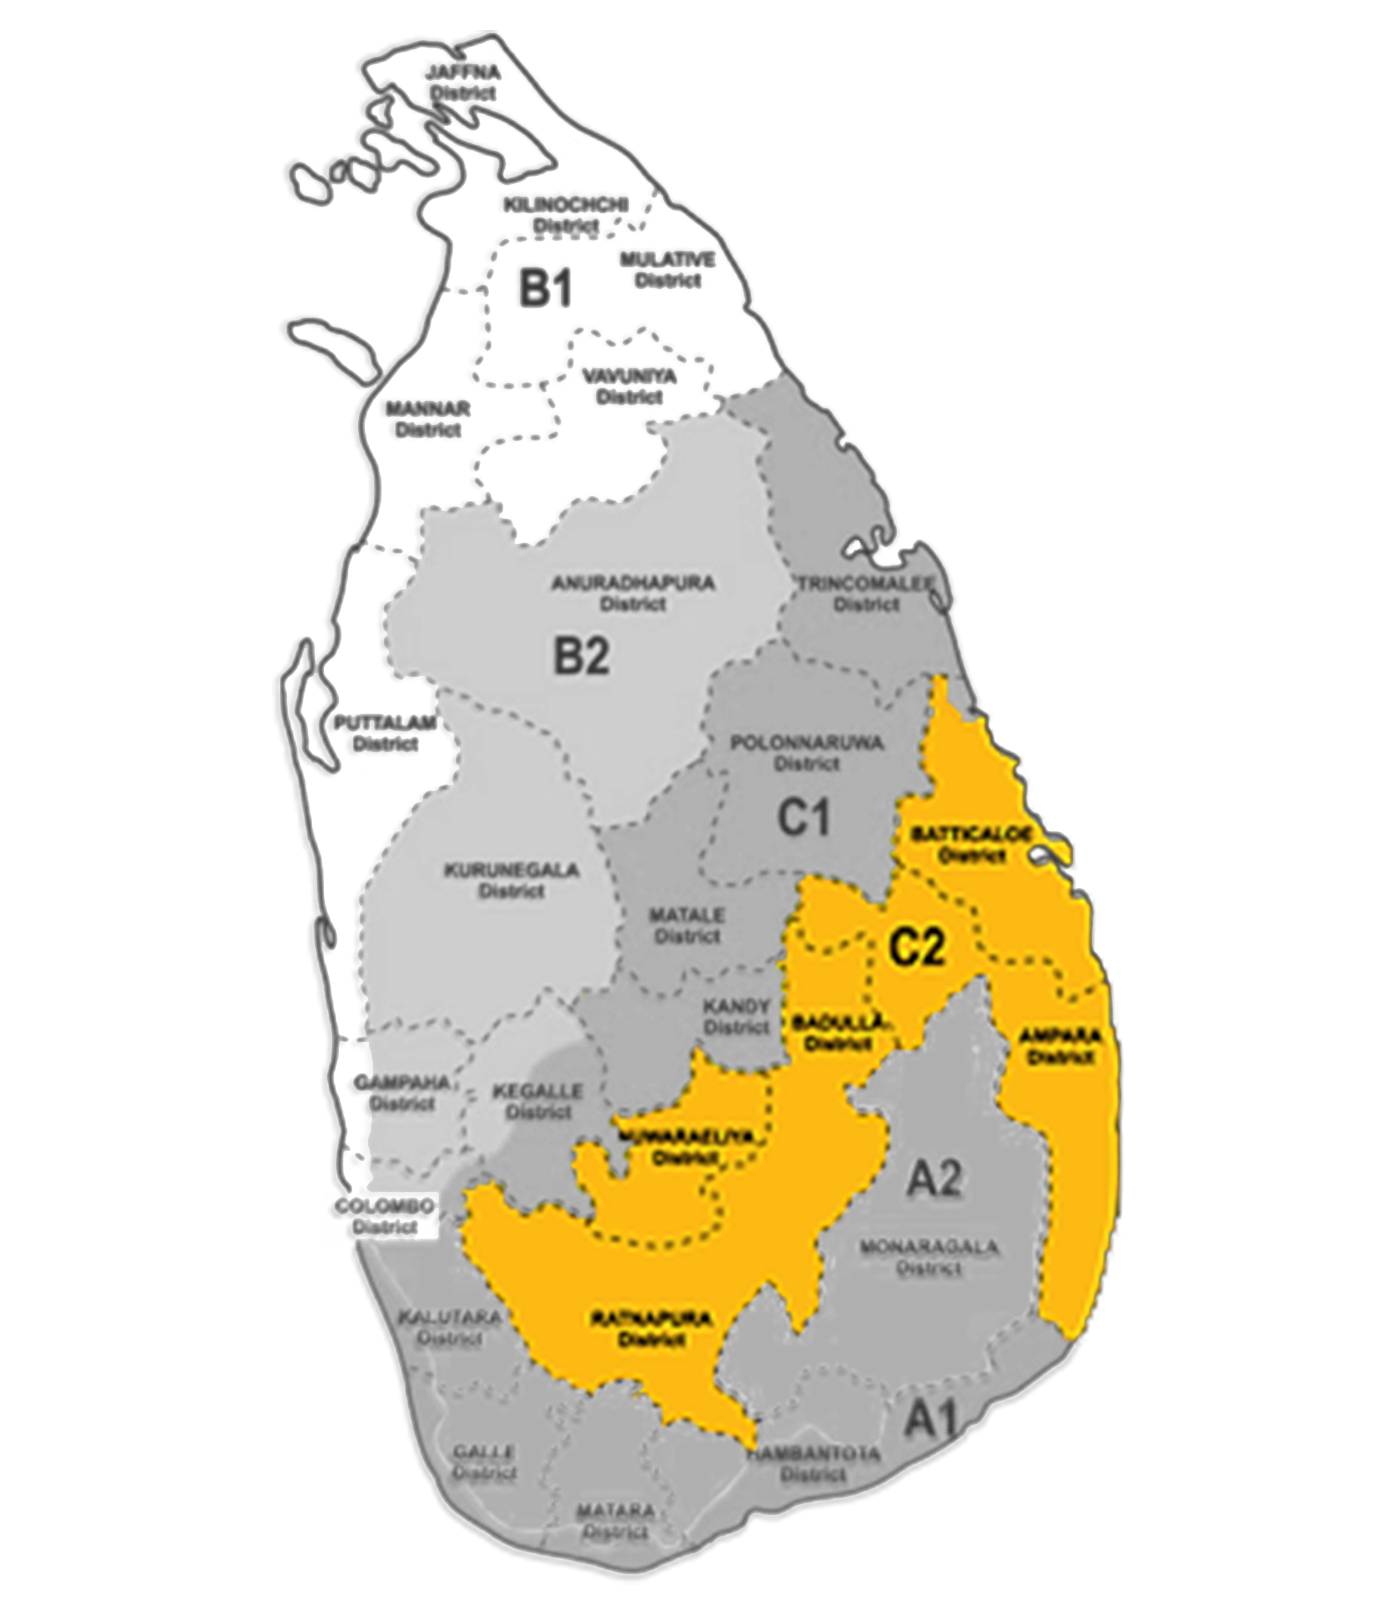 JAFFNA
District
KILINOCHCHI
District
MULATIVE
District
B1
VAVUNIYA
District
MANNAR
District
ANURADHAPURA
District
TRINCOMALEE
District
B2
PUTTALAM
District
POLONNARUWA
District
C1
BATTICALOE
District
KURUNEGALA
District
MATALE
District
C2
KANDY
District
BADULLA
District
AMPARA
District
GAMPAHA
District
KEGALLE
District
NUWARAELIYA
District
A2
COLOMBO
District
MONARAGALA
District
KALUTARA
District
RATNAPURA
District
A1
GALLE
District
HAMBANTOTA
District
MATARA
District